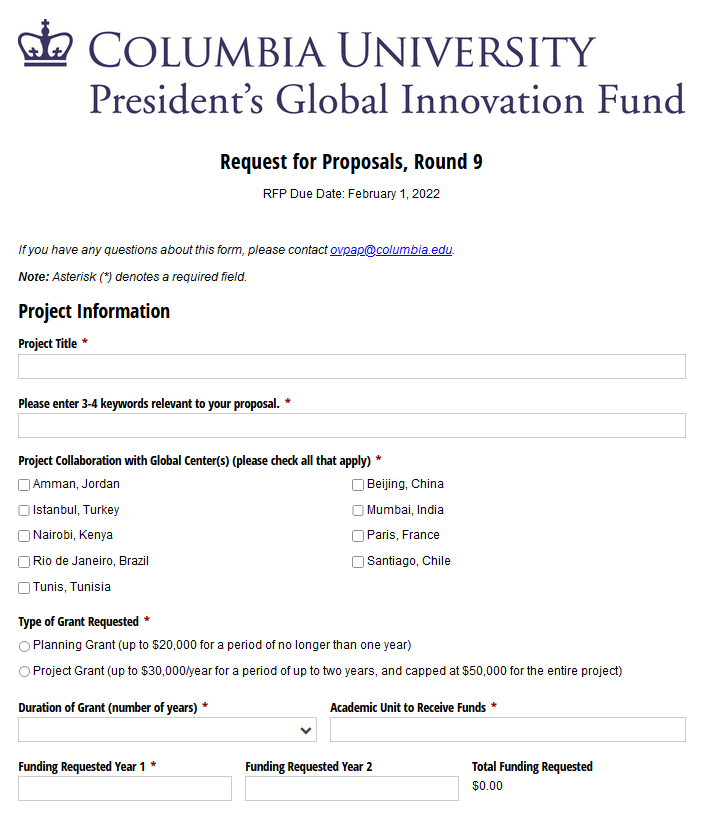 COLUMBIA UNIVERSITY
President's Global Innovation Fund
Request for Proposals, Round 9
RFP Due Date: February 1, 2022
If you have any questions about this form, please contact ovpap@columbia.edu.
Note: Asterisk (*) denotes a required field.
Project Information
Project Title *
Please enter 3-4 keywords relevant to your proposal. *
Project Collaboration with Global Center(s) (please check all that apply) *
Amman, Jordan Beijing, China
Istanbul, Turkey Mumbai, India
Nairobi, Kenya Paris, France
Rio de Janeiro, Brazil Santiago, Chile
Tunis, Tunisia
Type of Grant Requested *
Planning Grant (up to $20,000 for a period of no longer than one year)
Project Grant (up to $30,000/year for a period of up to two years, and capped at $50,000 for the entire project)
Duration of Grant (number of years) * Academic Unit to Receive Funds *
Funding Requested Year 1 * Funding Requested Year 2 Total Funding Requested
$0.00